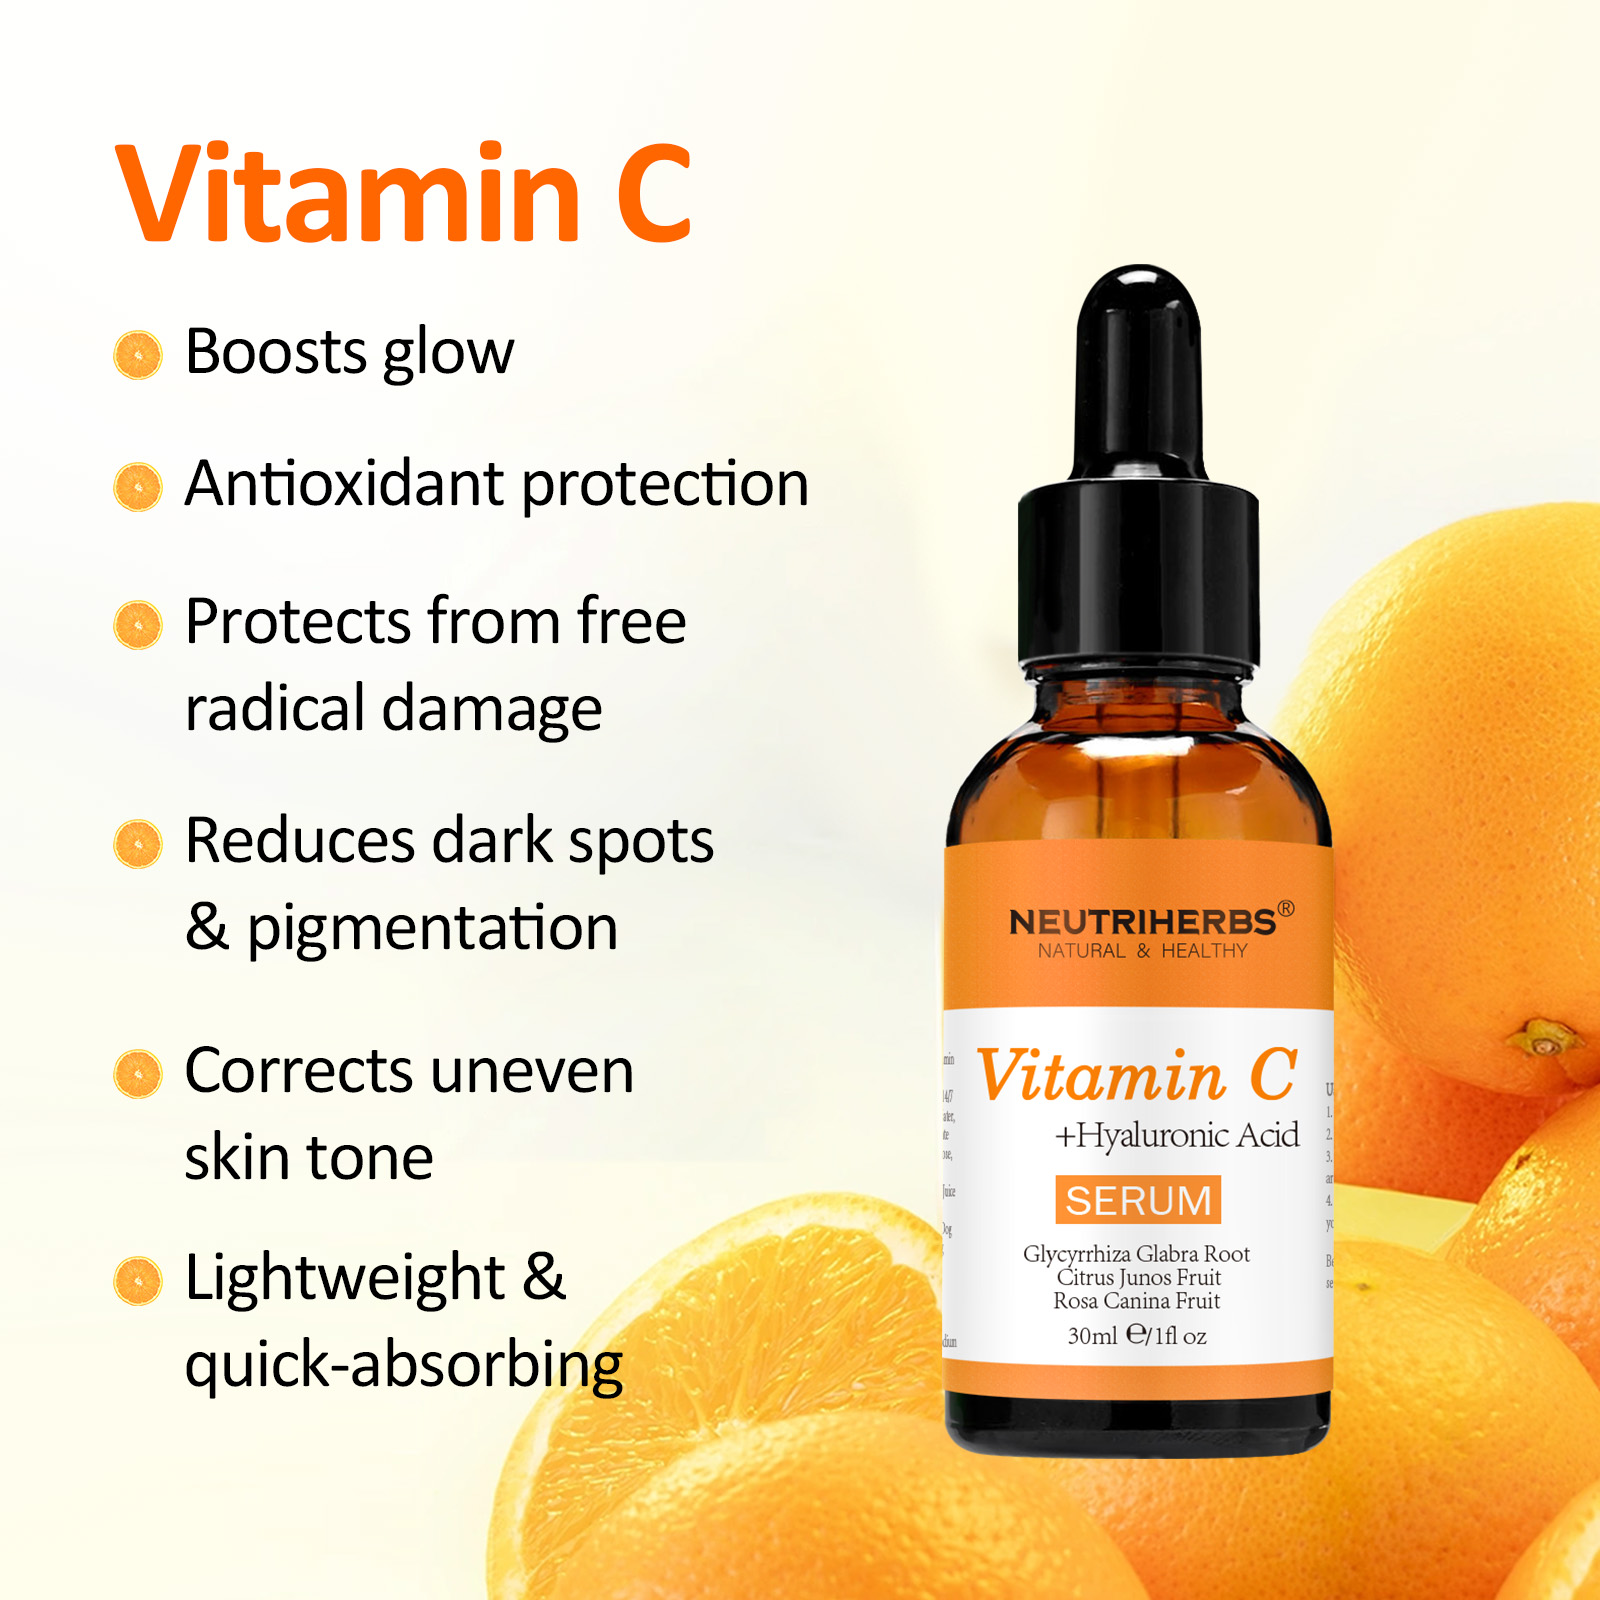 Vitamin C
Boosts glow
Antioxidant protection
Protects from free
radical damage
Reduces dark spots
& pigmentation
Corrects uneven
skin tone
Lightweight &
quick-absorbing
NEUTRIHERBS®
NATURAL & HEALTHY
Vitamin C
+Hyaluronic Acid
SERUM
Glycyrrhiza Glabra Root
Citrus Junos Fruit
Rosa Canina Fruit
30ml ℮/1fl oz